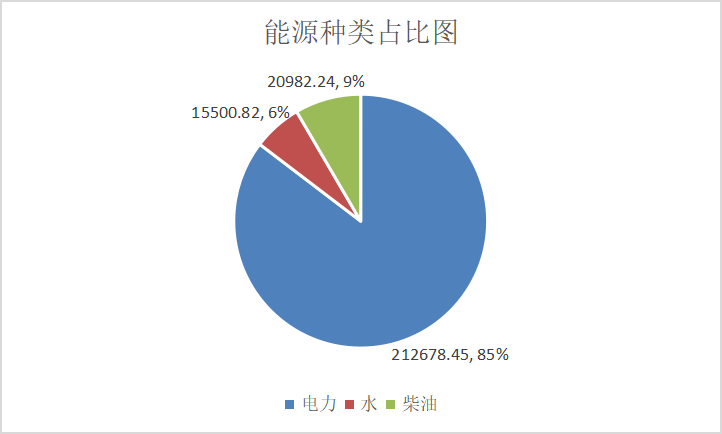 能源种类占比图
20982.24, 9%
15500.82, 6%
212678.45, 85%
电力 水 柴油